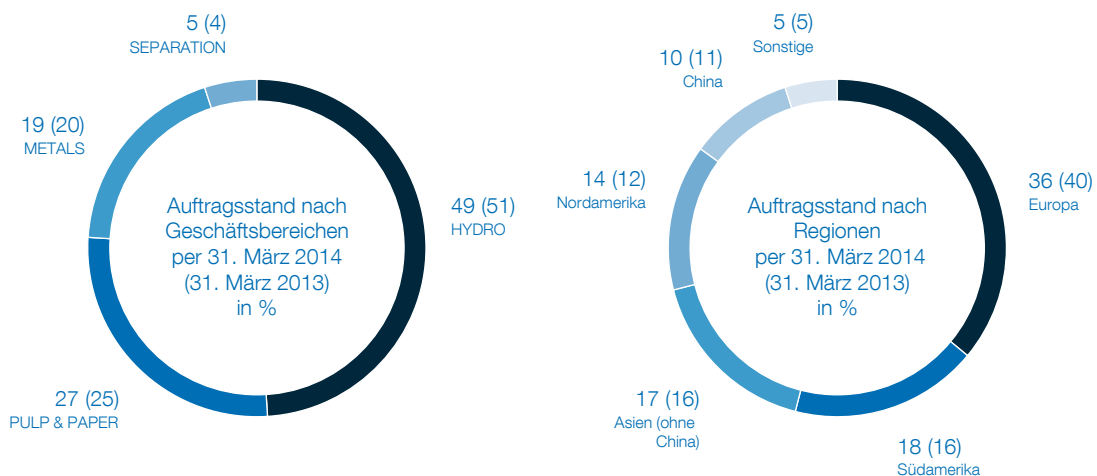 5 (4)
SEPARATION
19 (20)
METALS
49 (51)
HYDRO
27 (25)
PULP & PAPER
Auftragsstand nach
Geschäftsbereichen
per 31. März 2014
(31. März 2013)
in %
5 (5)
Sonstige
10 (11)
China
14 (12)
Nordamerika
36 (40)
Europa
17 (16)
Asien (ohne
China)
18 (16)
Südamerika
Auftragsstand nach
Regionen
per 31. März 2014
(31. März 2013)
in %